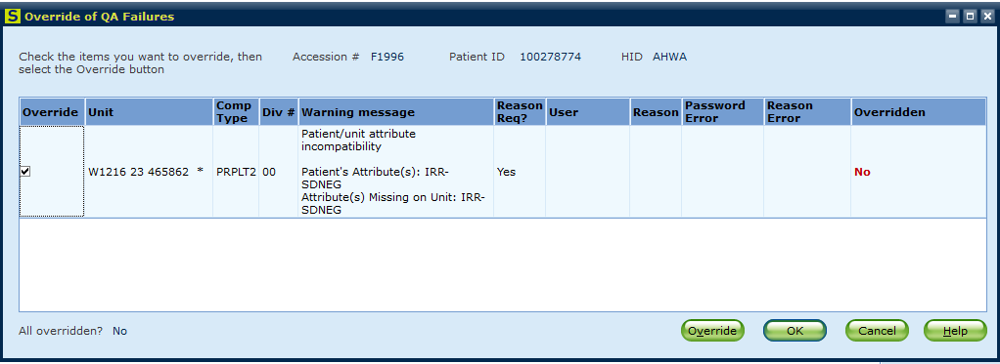 S Override of QA Failures
Check the items you want to override, then
select the Override button
Accession # F1996 Patient ID 100278774 HID AHWA
Override Unit Comp Type Div # Warning message Reason Req? User Reason Password Error Reason Error Overridden
Patient/unit attribute
incompatibility
W1216 23 465862 * PRPLT2 00 Patient's Attribute(s): IRR- Yes No
SDNEG
Attribute(s) Missing on Unit: IRR-
SDNEG
All overridden? No Override OK Cancel Help